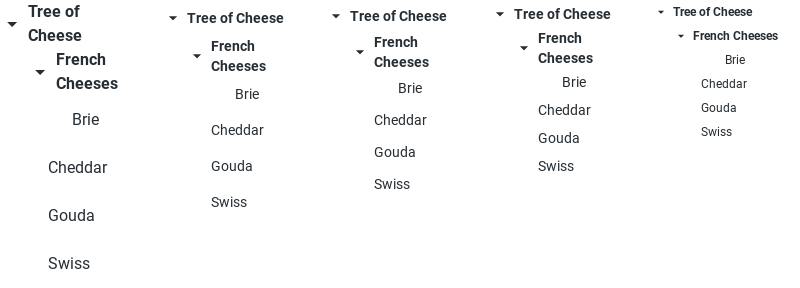 Tree of
Cheese
French
Cheeses
Brie
Cheddar
Gouda
Swiss
Tree of Cheese
French
Cheeses
Brie
Cheddar
Gouda
Swiss
Tree of Cheese
French
Cheeses
Brie
Cheddar
Gouda
Swiss
Tree of Cheese
French
Cheeses
Brie
Cheddar
Gouda
Swiss
Tree of Cheese
French Cheeses
Brie
Cheddar
Gouda
Swiss